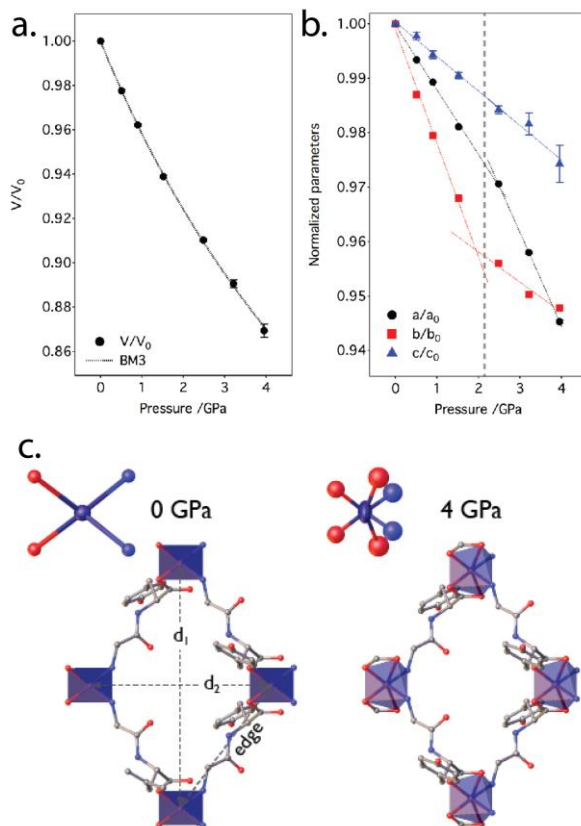 a.
1.00
0.98
0.96
0.94
0.92
0.90
0.88
0.86
V/V₀
V/V₀
BM3
0 1 2 3 4
Pressure /GPa
b.
1.00
0.99
0.98
0.97
0.96
0.95
0.94
Normalized parameters
a/a₀
b/b₀
c/c₀
0 1 2 3 4
Pressure /GPa
c.
0 GPa
4 GPa
d₁
d₂
edge